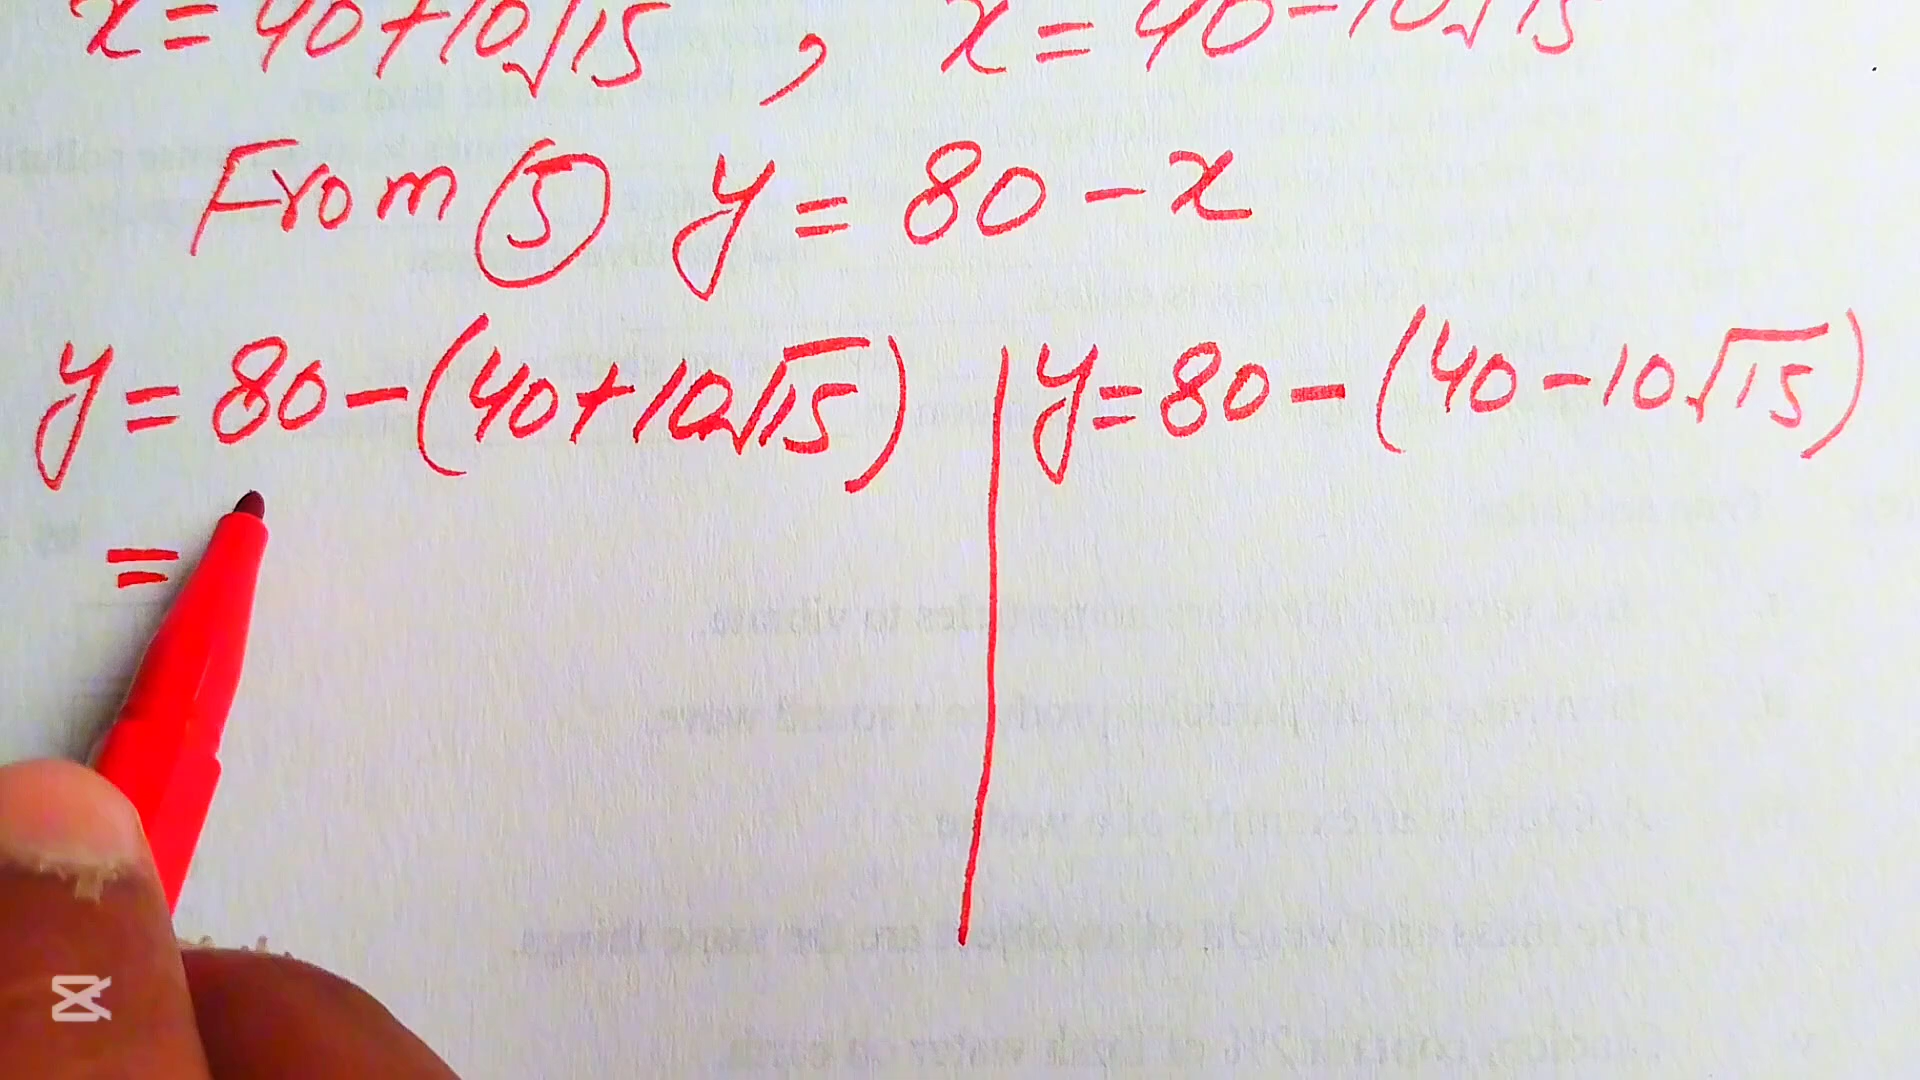 x = 40+10√15 , x = 40-10√15
From (5) y = 80-x
y = 80-(40+10√15) | y = 80-(40-10√15)
=